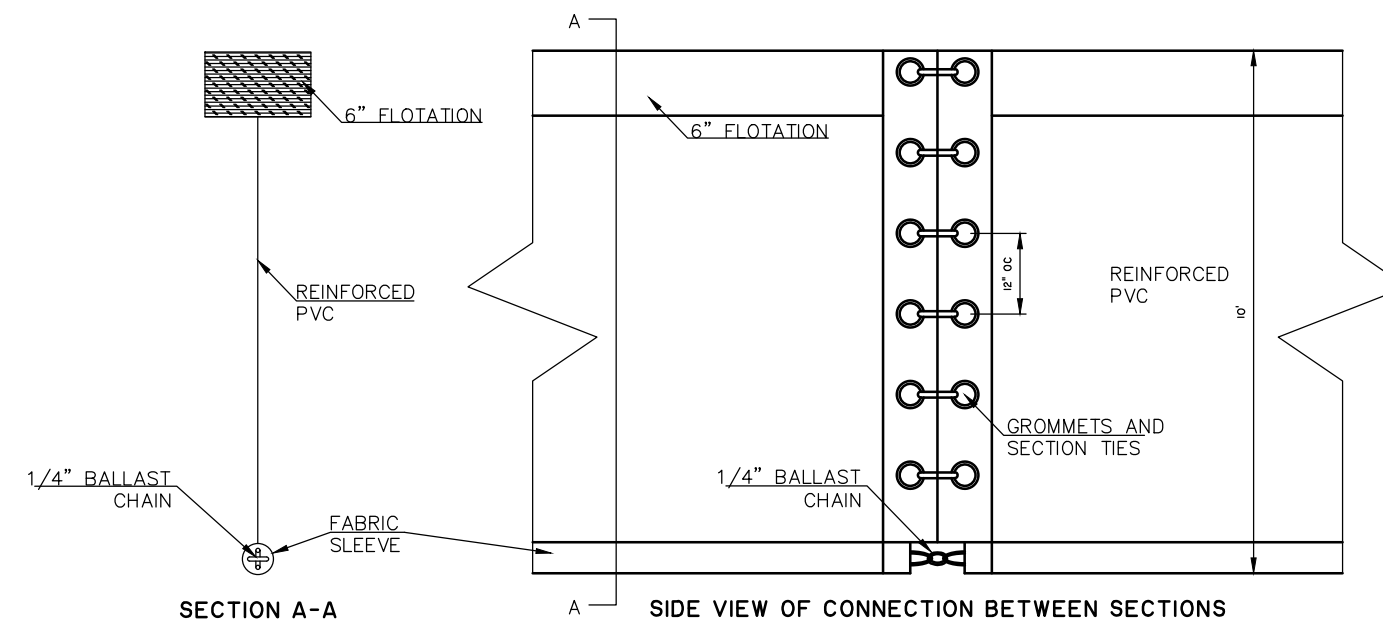 6” FLOTATION
REINFORCED
PVC
1/4” BALLAST
CHAIN
FABRIC
SLEEVE
SECTION A-A
A
6” FLOTATION
12" OC
REINFORCED
PVC
10'
GROMMETS AND
SECTION TIES
1/4” BALLAST
CHAIN
A
SIDE VIEW OF CONNECTION BETWEEN SECTIONS